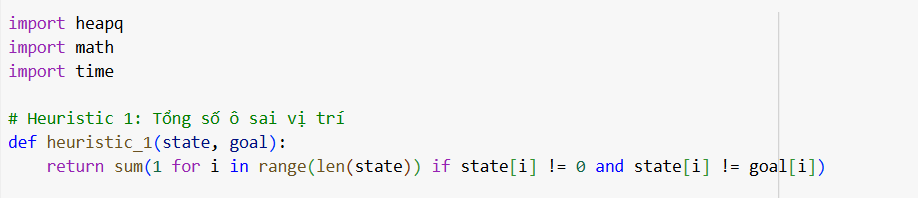 import heapq
import math
import time
# Heuristic 1: Tổng số ô sai vị trí
def heuristic_1(state, goal):
    return sum(1 for i in range(len(state)) if state[i] != 0 and state[i] != goal[i])